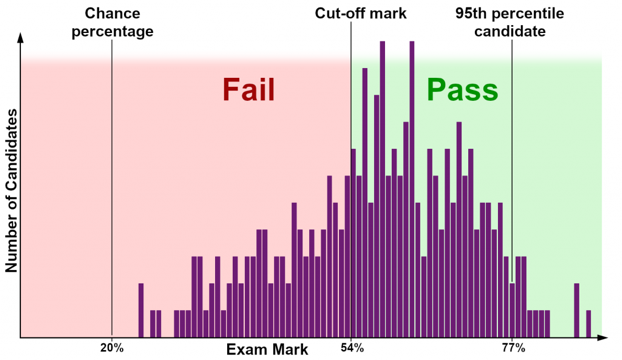 Chance
percentage
Cut-off mark
95th percentile
candidate
Fail
Pass
Number of Candidates
20%
Exam Mark
54%
77%